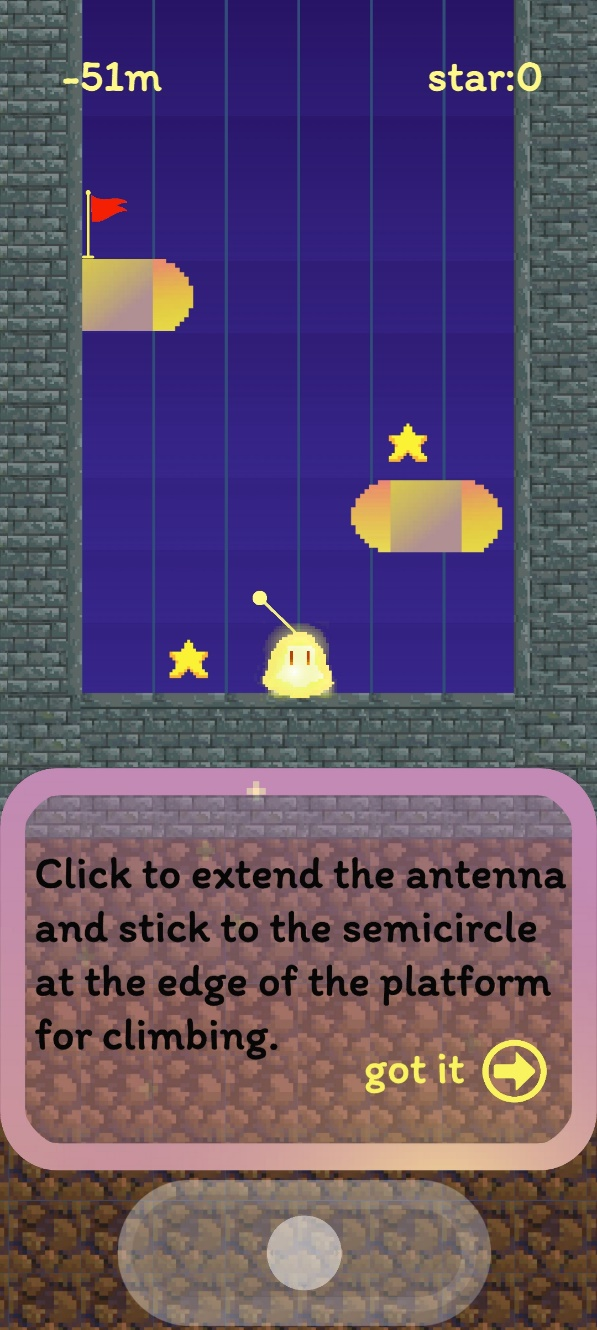 -51m
star:0
Click to extend the antenna
and stick to the semicircle
at the edge of the platform
for climbing.
got it